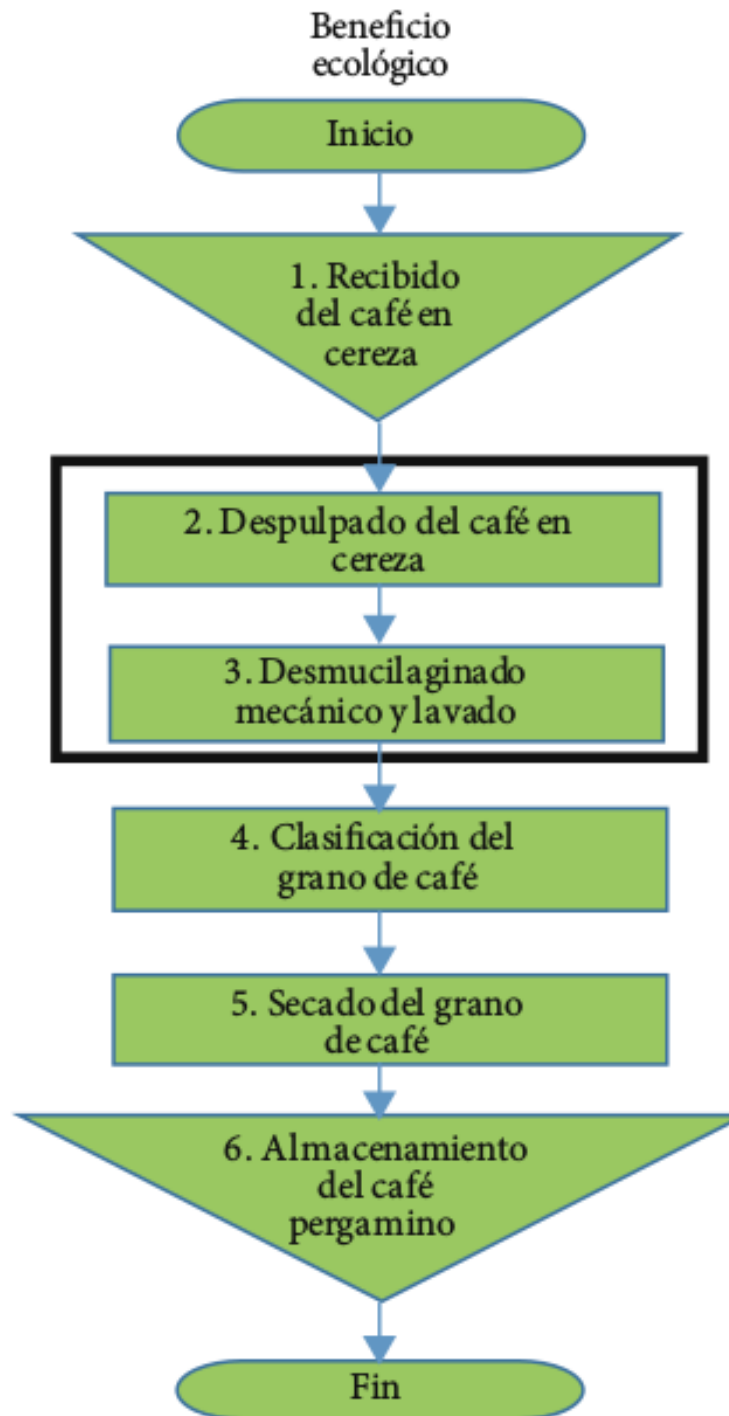 Beneficio
ecológico
Inicio
1. Recibido
del café en
cereza
2. Despulpado del café en
cereza
3. Desmucilaginado
mecánico y lavado
4. Clasificación del
grano de café
5. Secado del grano
de café
6. Almacenamiento
del café
pergamino
Fin